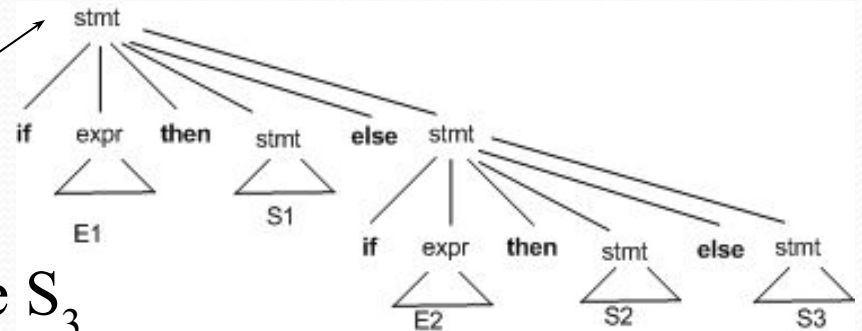 stmt
if expr then stmt else stmt
E1 S1
if expr then stmt else stmt
e S3
E2 S2 S3